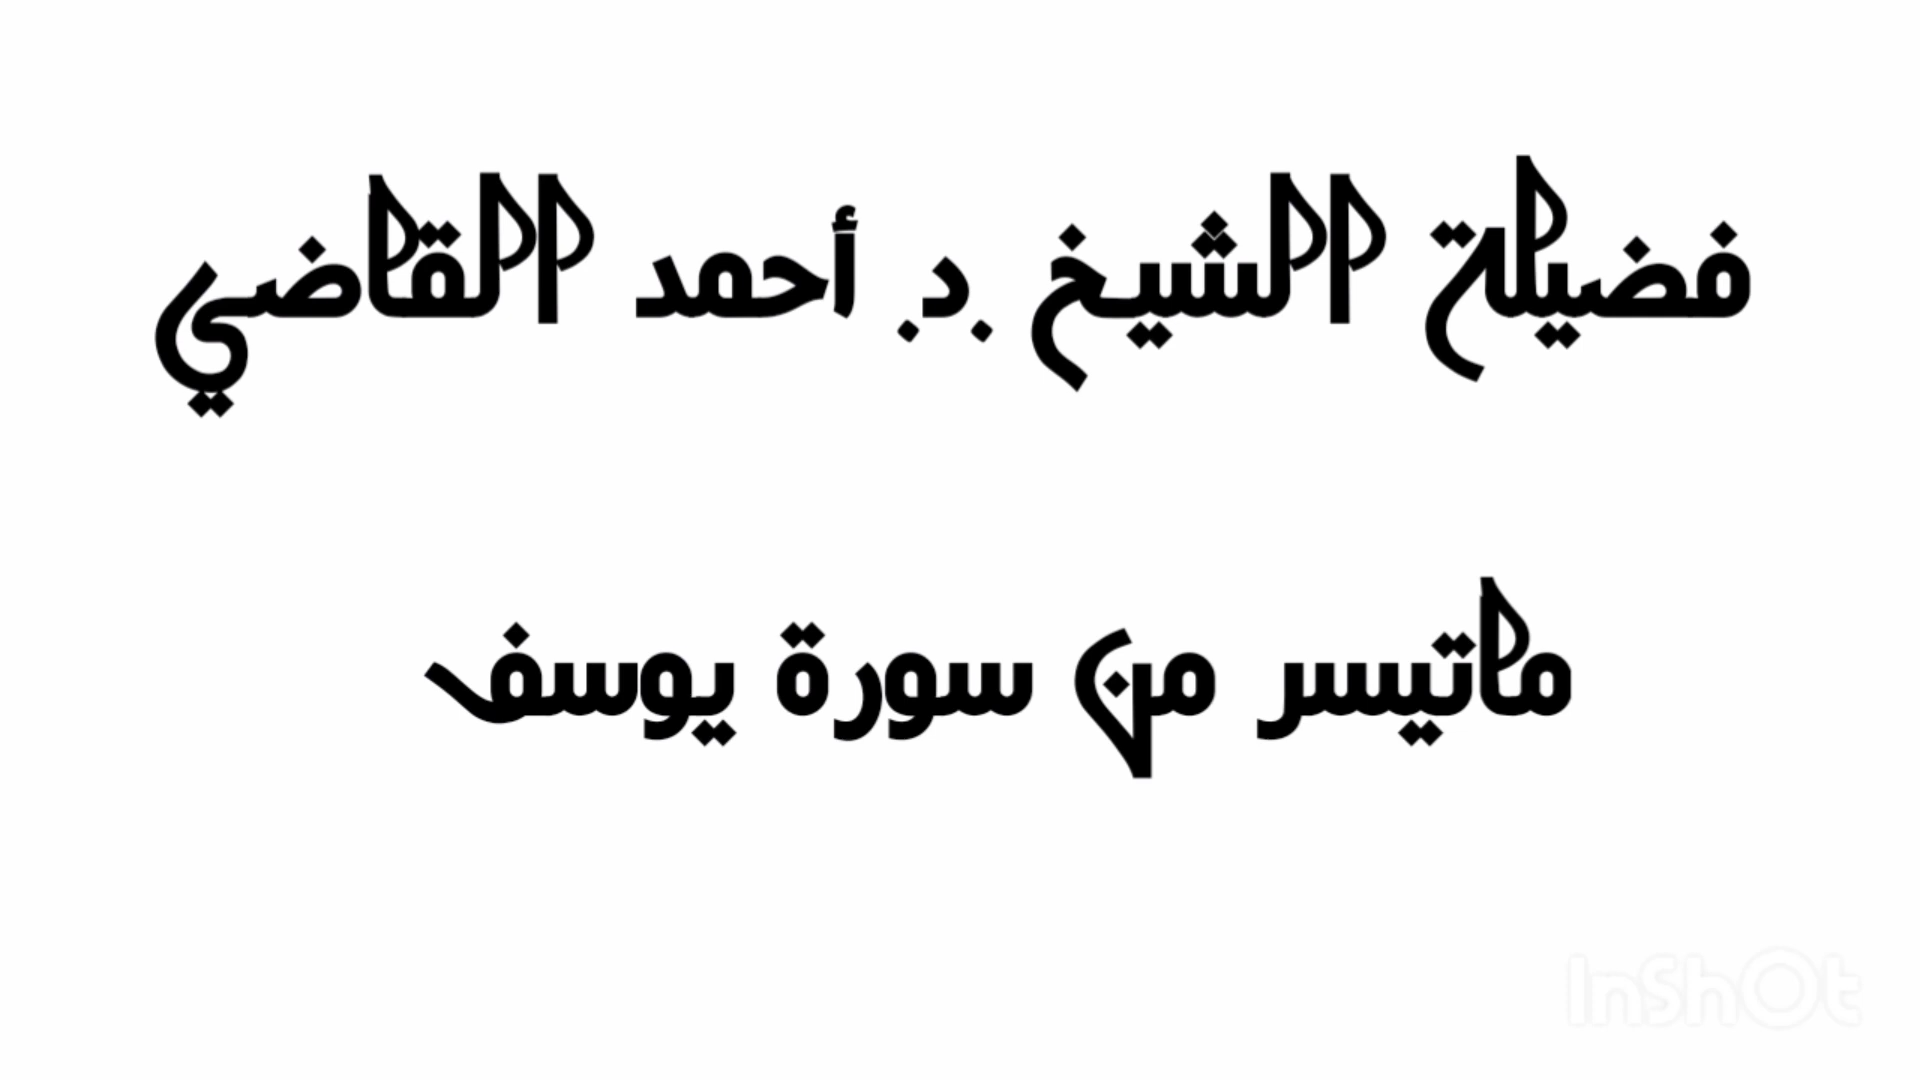 فضيلة الشيخ .د. أحمد القاضي
ماتيسر من سورة يوسف
InShOt